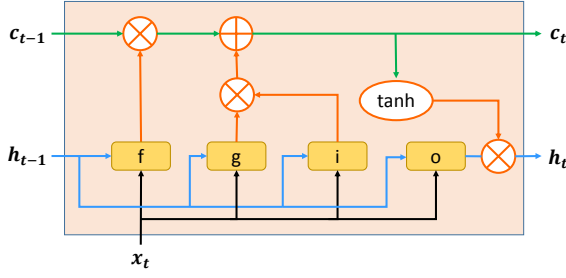 c_{t-1}
c_t
tanh
h_{t-1}
f
g
i
o
h_t
x_t